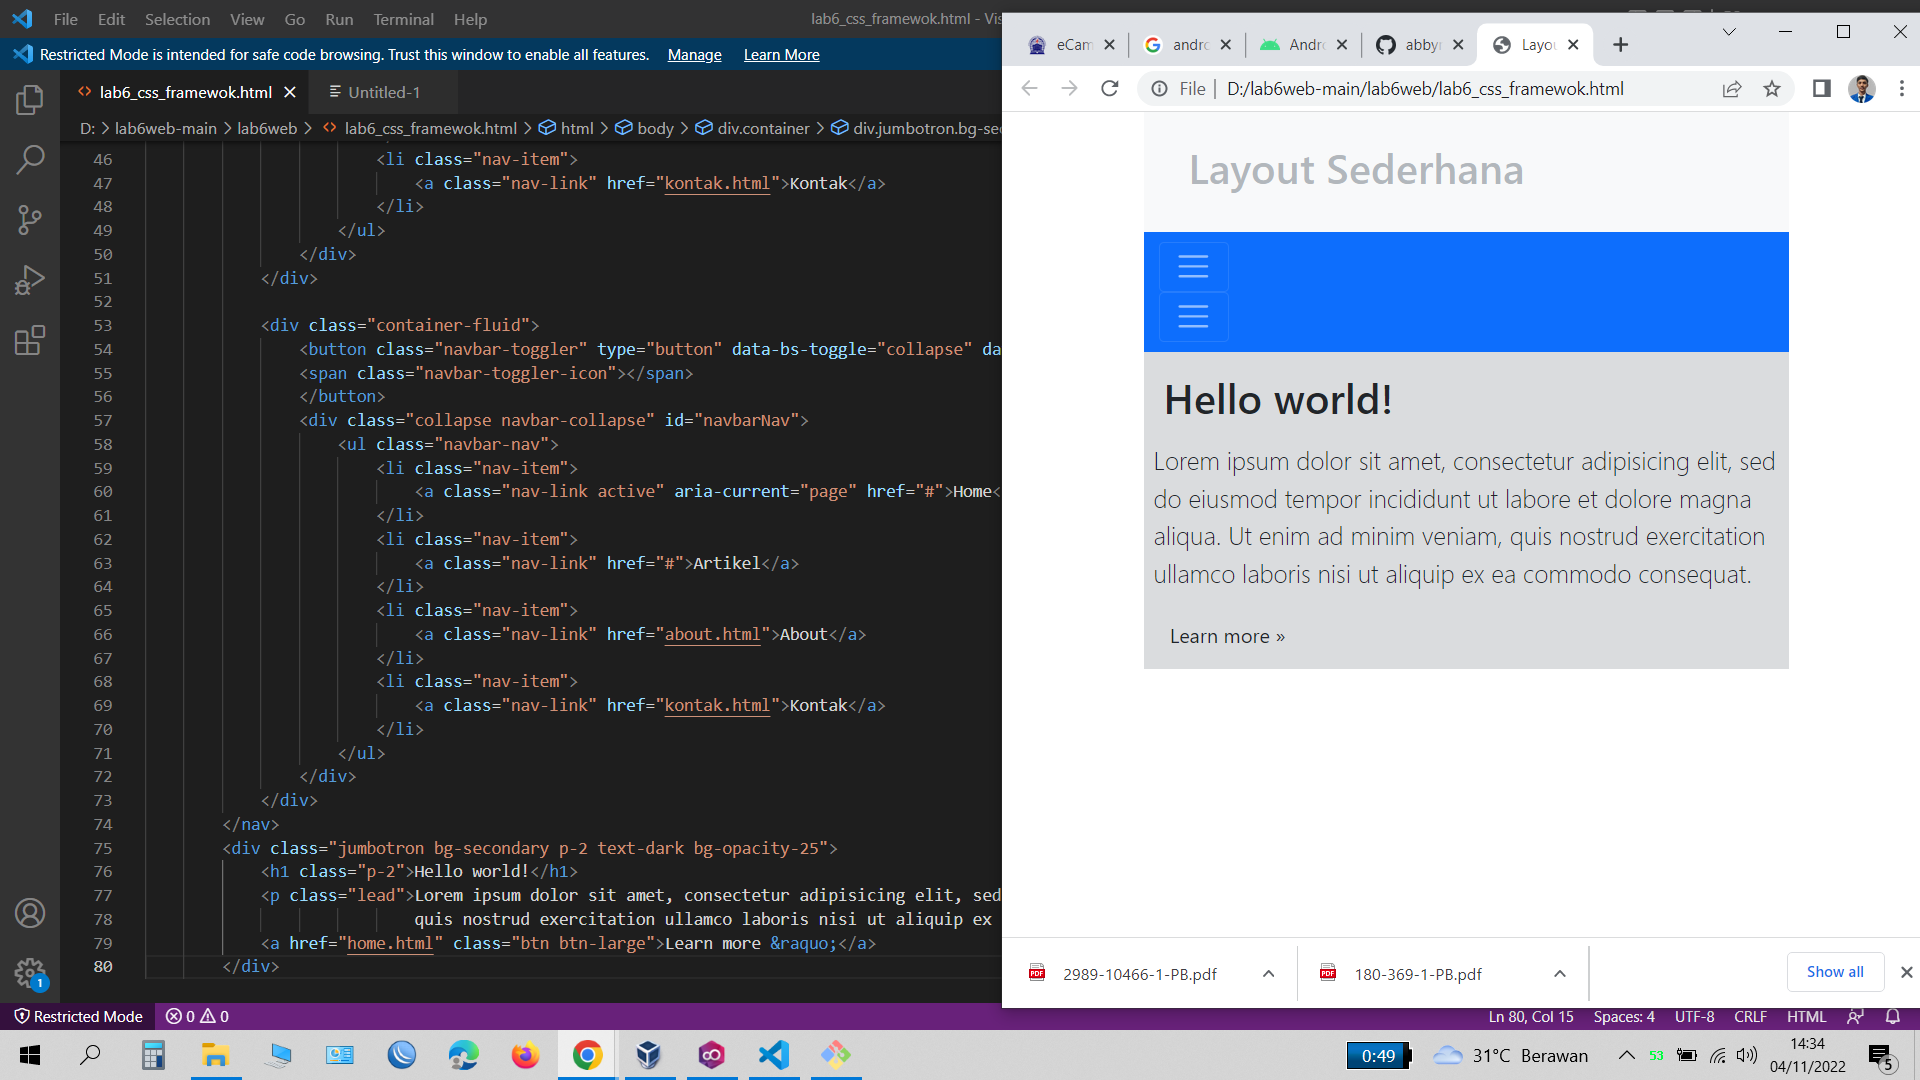 File Edit Selection View Go Run Terminal Help
lab6_css_framewok.html - Vis
Restricted Mode is intended for safe code browsing. Trust this window to enable all features. Manage Learn More
lab6_css_framewok.html
Untitled-1
D: > lab6web-main > lab6web > lab6_css_framewok.html > html > body > div.container > div.jumbotron.bg-sec
46 <li class="nav-item">
47 <a class="nav-link" href="kontak.html">Kontak</a>
48 </li>
49 </ul>
50 </div>
51 </div>
52
53 <div class="container-fluid">
54 <button class="navbar-toggler" type="button" data-bs-toggle="collapse" da
55 <span class="navbar-toggler-icon"></span>
56 </button>
57 <div class="collapse navbar-collapse" id="navbarNav">
58 <ul class="navbar-nav">
59 <li class="nav-item">
60 <a class="nav-link active" aria-current="page" href="#">Home<
61 </li>
62 <li class="nav-item">
63 <a class="nav-link" href="#">Artikel</a>
64 </li>
65 <li class="nav-item">
66 <a class="nav-link" href="about.html">About</a>
67 </li>
68 <li class="nav-item">
69 <a class="nav-link" href="kontak.html">Kontak</a>
70 </li>
71 </ul>
72 </div>
73 </div>
74 </nav>
75 <div class="jumbotron bg-secondary p-2 text-dark bg-opacity-25">
76 <h1 class="p-2">Hello world!</h1>
77 <p class="lead">Lorem ipsum dolor sit amet, consectetur adipisicing elit, sed
78 quis nostrud exercitation ullamco laboris nisi ut aliquip ex
79 <a href="home.html" class="btn btn-large">Learn more &raquo;</a>
80 </div>
1
Restricted Mode 0 0
Ln 80, Col 15 Spaces: 4 UTF-8 CRLF HTML
eCam
andro
Andro
abbyr
Layou
File | D:/lab6web-main/lab6web/lab6_css_framewok.html
Layout Sederhana
Hello world!
Lorem ipsum dolor sit amet, consectetur adipisicing elit, sed
do eiusmod tempor incididunt ut labore et dolore magna
aliqua. Ut enim ad minim veniam, quis nostrud exercitation
ullamco laboris nisi ut aliquip ex ea commodo consequat.
Learn more »
PDF 2989-10466-1-PB.pdf
PDF 180-369-1-PB.pdf
Show all
0:49
31°C Berawan
53
14:34
04/11/2022
5